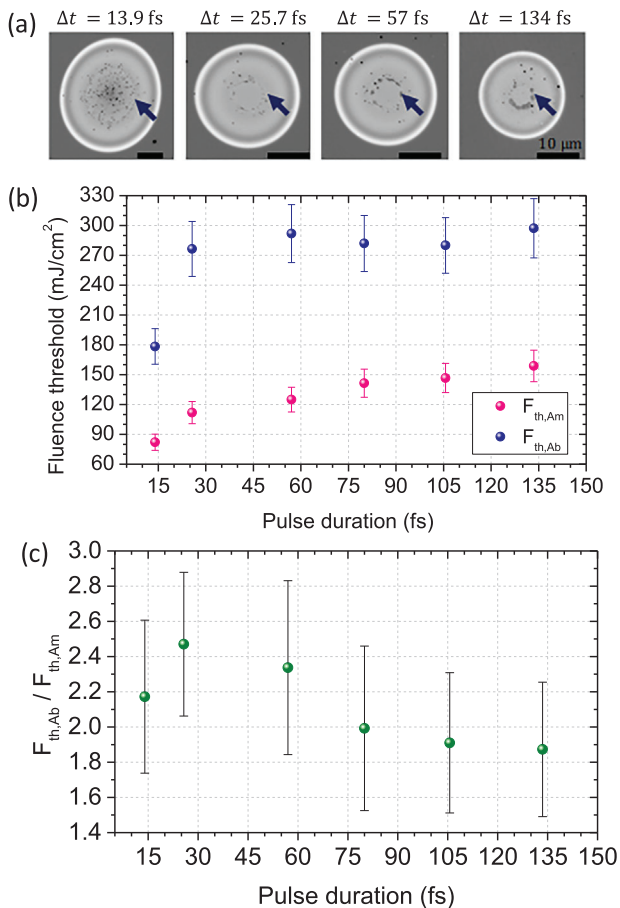 (a)
Δt = 13.9 fs Δt = 25.7 fs Δt = 57 fs Δt = 134 fs
10 μm
(b)
Fluence threshold (mJ/cm²)
330
300
270
240
210
180
150
120
90
60
F_th,Am
F_th,Ab
15 30 45 60 75 90 105 120 135 150
Pulse duration (fs)
(c)
F_th,Ab / F_th,Am
3.0
2.8
2.6
2.4
2.2
2.0
1.8
1.6
1.4
15 30 45 60 75 90 105 120 135 150
Pulse duration (fs)